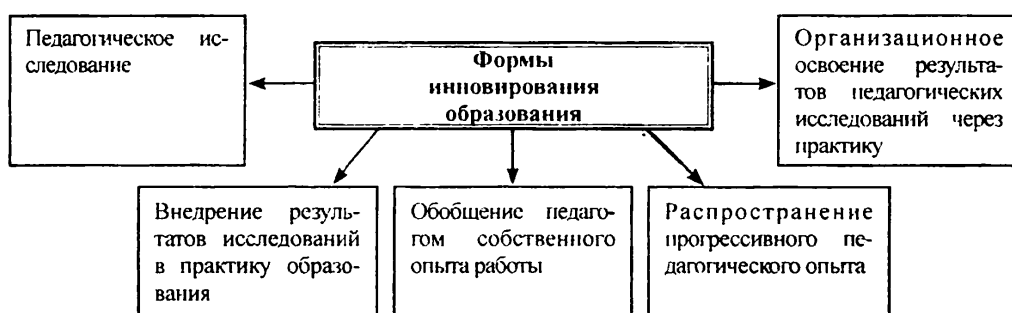 Педагогическое ис-
следование
Формы
инновирования
образования
Организационное
освоение результа-
тов педагогических
исследований через
практику
Внедрение резуль-
татов исследований
в практику образо-
вания
Обобщение педаго-
гом собственного
опыта работы
Распространение
прогрессивного пе-
дагогического опыта